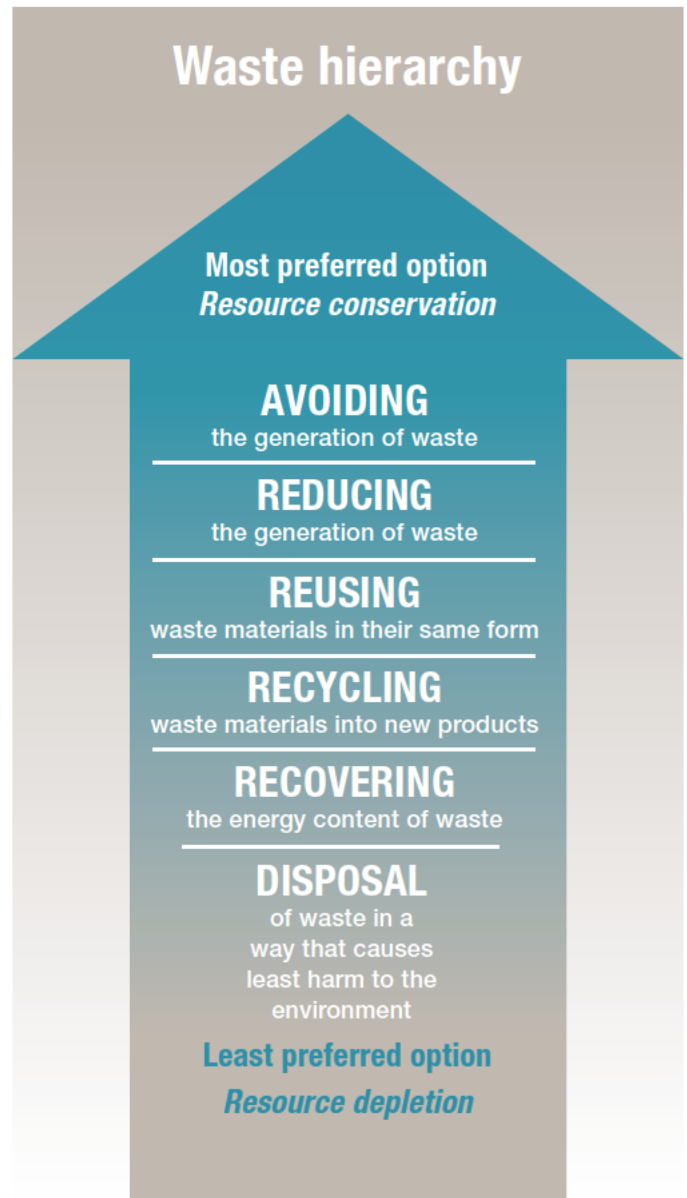 Waste hierarchy
Most preferred option
Resource conservation
AVOIDING
the generation of waste
REDUCING
the generation of waste
REUSING
waste materials in their same form
RECYCLING
waste materials into new products
RECOVERING
the energy content of waste
DISPOSAL
of waste in a
way that causes
least harm to the
environment
Least preferred option
Resource depletion